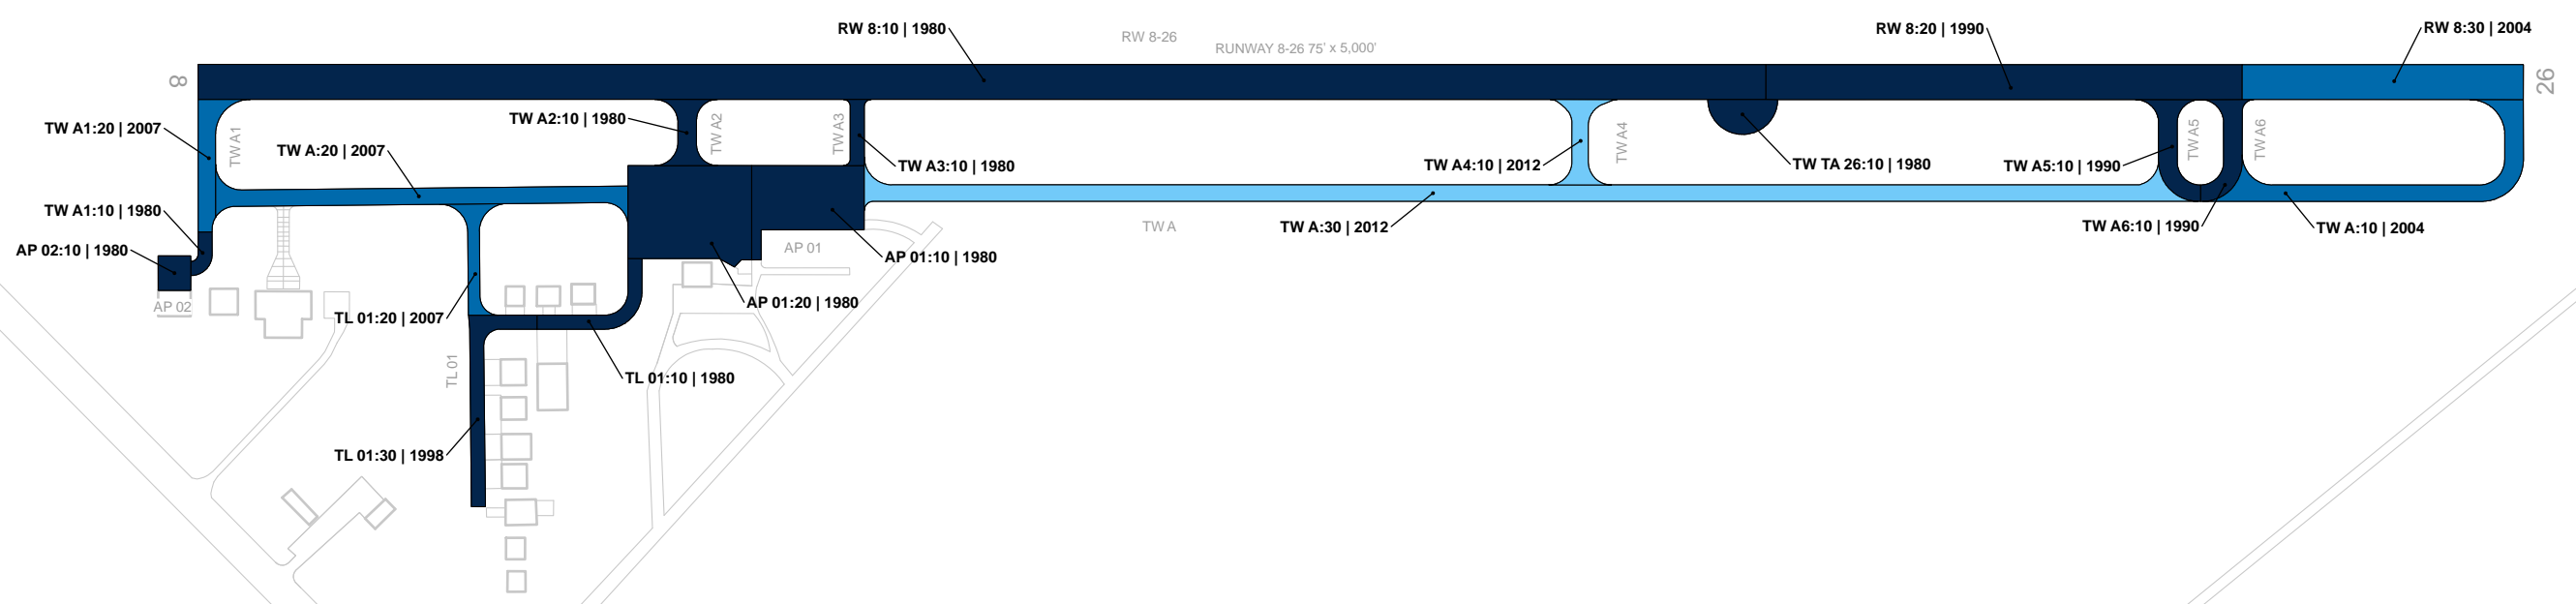 RW 8:10 | 1980
RW 8-26
RUNWAY 8-26 75' x 5,000'
RW 8:20 | 1990
RW 8:30 | 2004
8
26
TW A1:20 | 2007
TW A1
TW A:20 | 2007
TW A2:10 | 1980
TW A2
TW A3
TW A3:10 | 1980
TW A4:10 | 2012
TW A4
TW TA 26:10 | 1980
TW A5:10 | 1990
TW A5
TW A6
TW A1:10 | 1980
AP 02:10 | 1980
AP 02
AP 01
AP 01:10 | 1980
TW A
TW A:30 | 2012
TW A6:10 | 1990
TW A:10 | 2004
TL 01:20 | 2007
AP 01:20 | 1980
TL 01
TL 01:10 | 1980
TL 01:30 | 1998